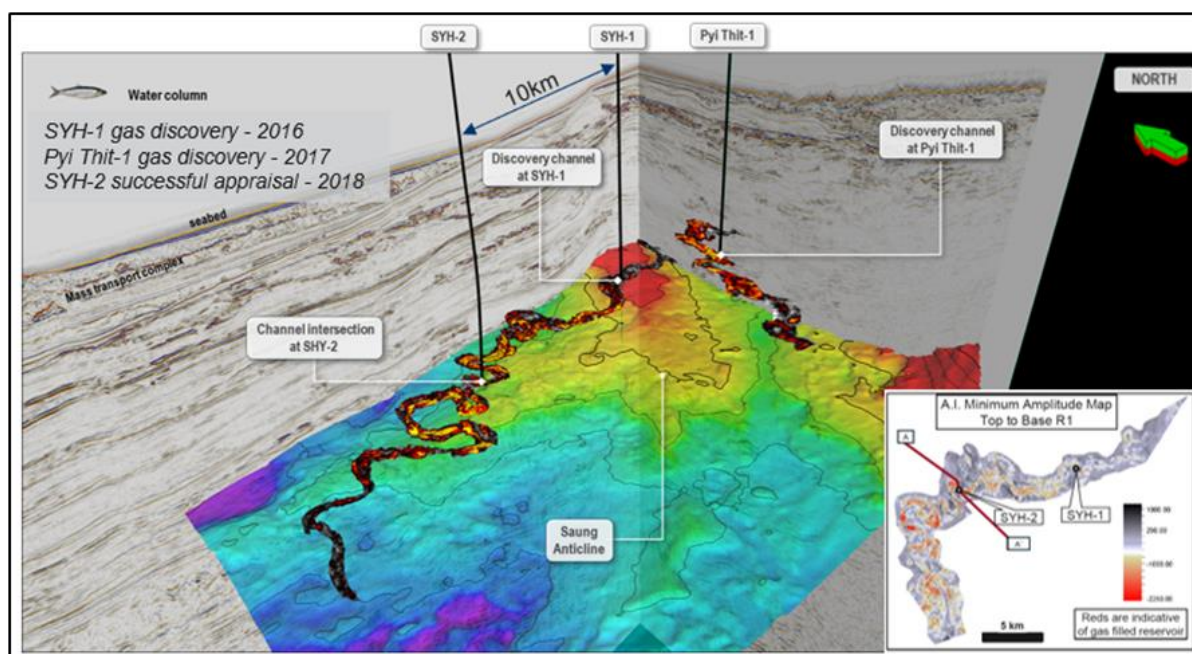 SYH-2
SYH-1
Pyi Thit-1
NORTH
10km
Water column
SYH-1 gas discovery - 2016
Pyi Thit-1 gas discovery - 2017
SYH-2 successful appraisal - 2018
Discovery channel
at SYH-1
Discovery channel
at Pyi Thit-1
seabed
Mass transport complex
Channel intersection
at SHY-2
Saung
Anticline
A.I. Minimum Amplitude Map
Top to Base R1
A
SYH-2
SYH-1
A'
5 km
Reds are indicative
of gas filled reservoir